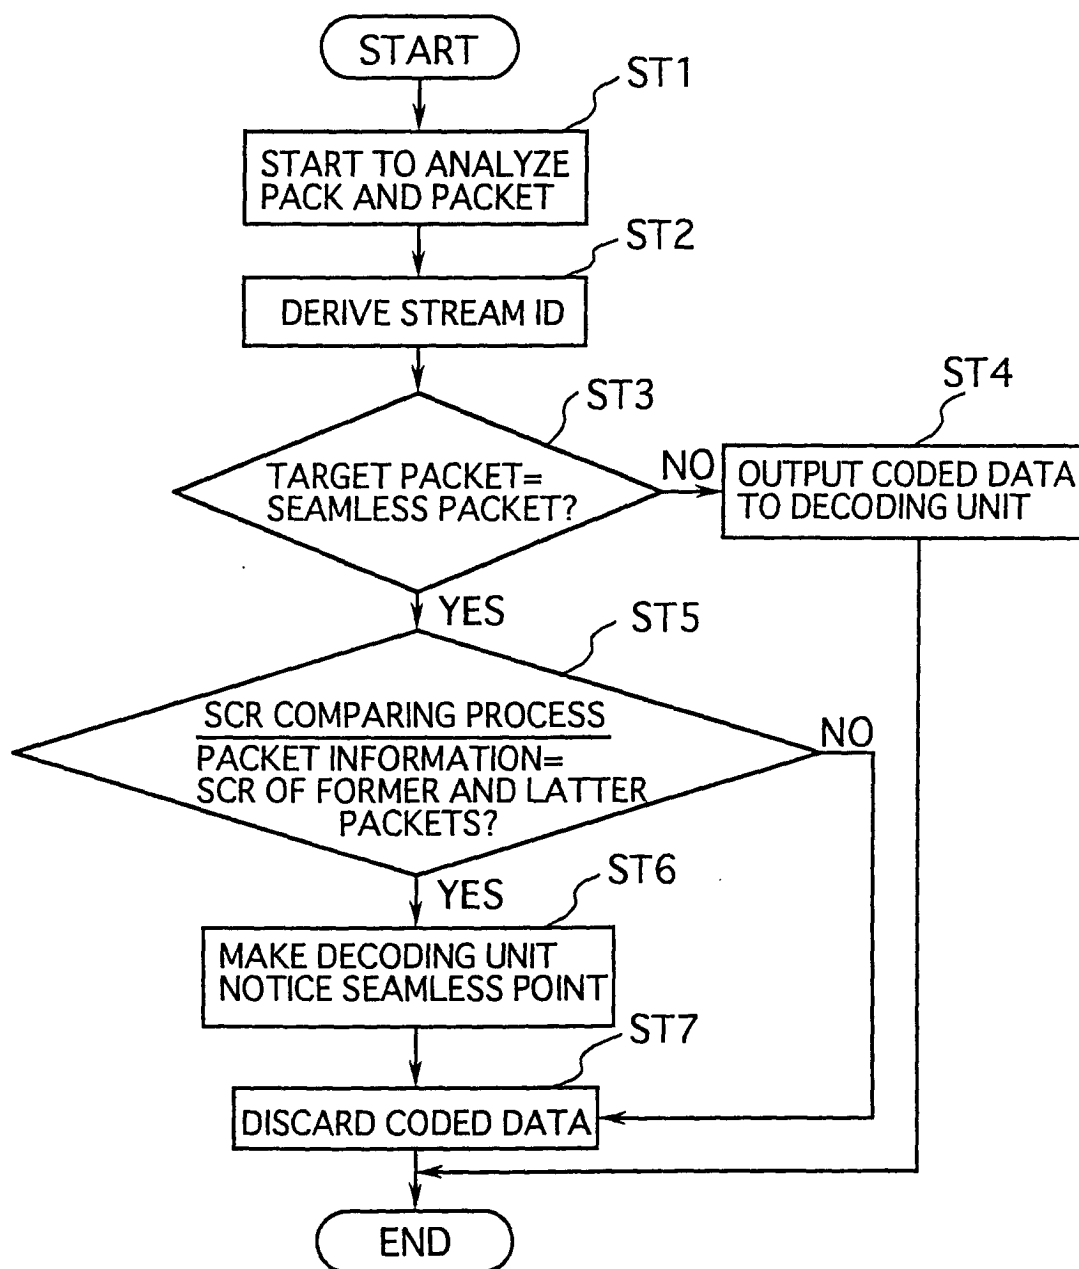 START
ST1
START TO ANALYZE
PACK AND PACKET
ST2
DERIVE STREAM ID
ST3
TARGET PACKET=
SEAMLESS PACKET?
NO
ST4
OUTPUT CODED DATA
TO DECODING UNIT
YES
ST5
SCR COMPARING PROCESS
PACKET INFORMATION=
SCR OF FORMER AND LATTER
PACKETS?
NO
YES
ST6
MAKE DECODING UNIT
NOTICE SEAMLESS POINT
ST7
DISCARD CODED DATA
END